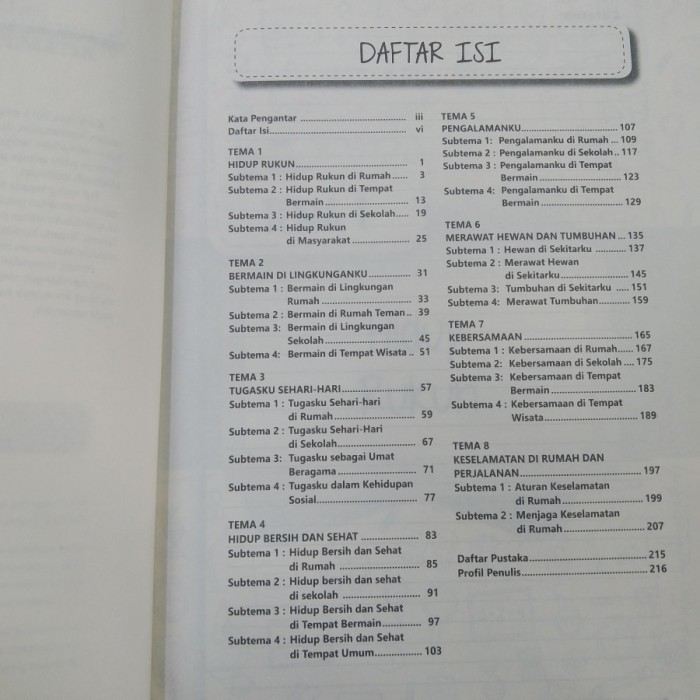 DAFTAR ISI
Kata Pengantar ........................................ iii
Daftar Isi.................................................. vi
TEMA 1
HIDUP RUKUN........................................ 1
Subtema 1 : Hidup Rukun di Rumah...... 3
Subtema 2 : Hidup Rukun di Tempat
Bermain.............................. 13
Subtema 3 : Hidup Rukun di Sekolah..... 19
Subtema 4 : Hidup Rukun
di Masyarakat ..................... 25
TEMA 2
BERMAIN DI LINGKUNGANKU............... 31
Subtema 1 : Bermain di Lingkungan
Rumah ................................ 33
Subtema 2 : Bermain di Rumah Teman.. 39
Subtema 3: Bermain di Lingkungan
Sekolah................................ 45
Subtema 4: Bermain di Tempat Wisata .. 51
TEMA 3
TUGASKU SEHARI-HARI.......................... 57
Subtema 1 : Tugasku Sehari-hari
di Rumah............................. 59
Subtema 2 : Tugasku Sehari-Hari
di Sekolah............................ 67
Subtema 3: Tugasku sebagai Umat
Beragama ............................ 71
Subtema 4 : Tugasku dalam Kehidupan
Sosial.................................... 77
TEMA 4
HIDUP BERSIH DAN SEHAT .................... 83
Subtema 1 : Hidup Bersih dan Sehat
di Rumah ............................ 85
Subtema 2 : Hidup bersih dan sehat
di sekolah ........................... 91
Subtema 3 : Hidup Bersih dan Sehat
di Tempat Bermain.............. 97
Subtema 4 : Hidup Bersih dan Sehat
di Tempat Umum................. 103
TEMA 5
PENGALAMANKU.................................. 107
Subtema 1: Pengalamanku di Rumah ... 109
Subtema 2 : Pengalamanku di Sekolah.. 117
Subtema 3 : Pengalamanku di Tempat
Bermain............................. 123
Subtema 4: Pengalamanku di Tempat
Bermain............................. 129
TEMA 6
MERAWAT HEWAN DAN TUMBUHAN ... 135
Subtema 1 : Hewan di Sekitarku ........... 137
Subtema 2 : Merawat Hewan
di Sekitarku........................ 145
Subtema 3: Tumbuhan di Sekitarku ..... 151
Subtema 4: Merawat Tumbuhan........... 159
TEMA 7
KEBERSAMAAN ...................................... 165
Subtema 1 : Kebersamaan di Rumah...... 167
Subtema 2: Kebersamaan di Sekolah .... 175
Subtema 3: Kebersamaan di Tempat
Bermain.............................. 183
Subtema 4 : Kebersamaan di Tempat
Wisata................................. 189
TEMA 8
KESELAMATAN DI RUMAH DAN
PERJALANAN........................................... 197
Subtema 1 : Aturan Keselamatan
di Rumah............................ 199
Subtema 2 : Menjaga Keselamatan
di Rumah............................ 207
Daftar Pustaka......................................... 215
Profil Penulis............................................ 216